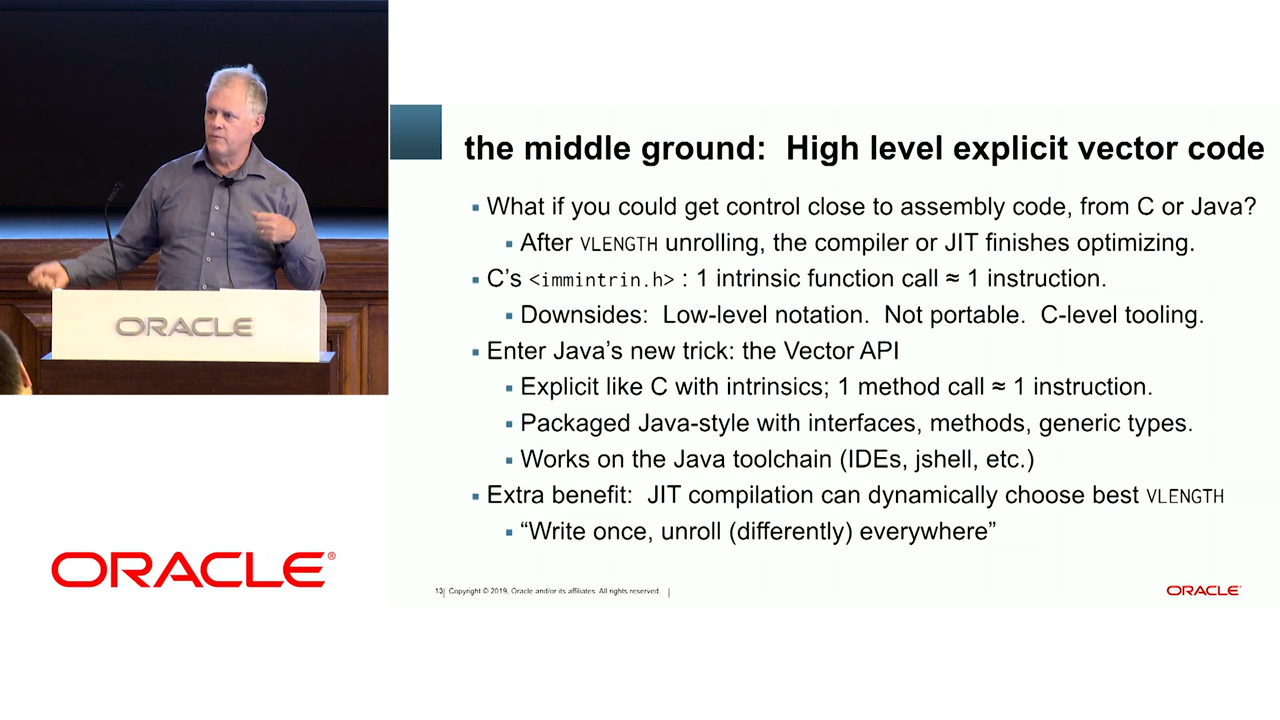 ORACLE
ORACLE®
the middle ground: High level explicit vector code
▪ What if you could get control close to assembly code, from C or Java?
▪ After VLENGTH unrolling, the compiler or JIT finishes optimizing.
▪ C's <immintrin.h> : 1 intrinsic function call ≈ 1 instruction.
▪ Downsides: Low-level notation. Not portable. C-level tooling.
▪ Enter Java's new trick: the Vector API
▪ Explicit like C with intrinsics; 1 method call ≈ 1 instruction.
▪ Packaged Java-style with interfaces, methods, generic types.
▪ Works on the Java toolchain (IDEs, jshell, etc.)
▪ Extra benefit: JIT compilation can dynamically choose best VLENGTH
▪ “Write once, unroll (differently) everywhere”
13| Copyright © 2019, Oracle and/or its affiliates. All rights reserved. |
ORACLE®